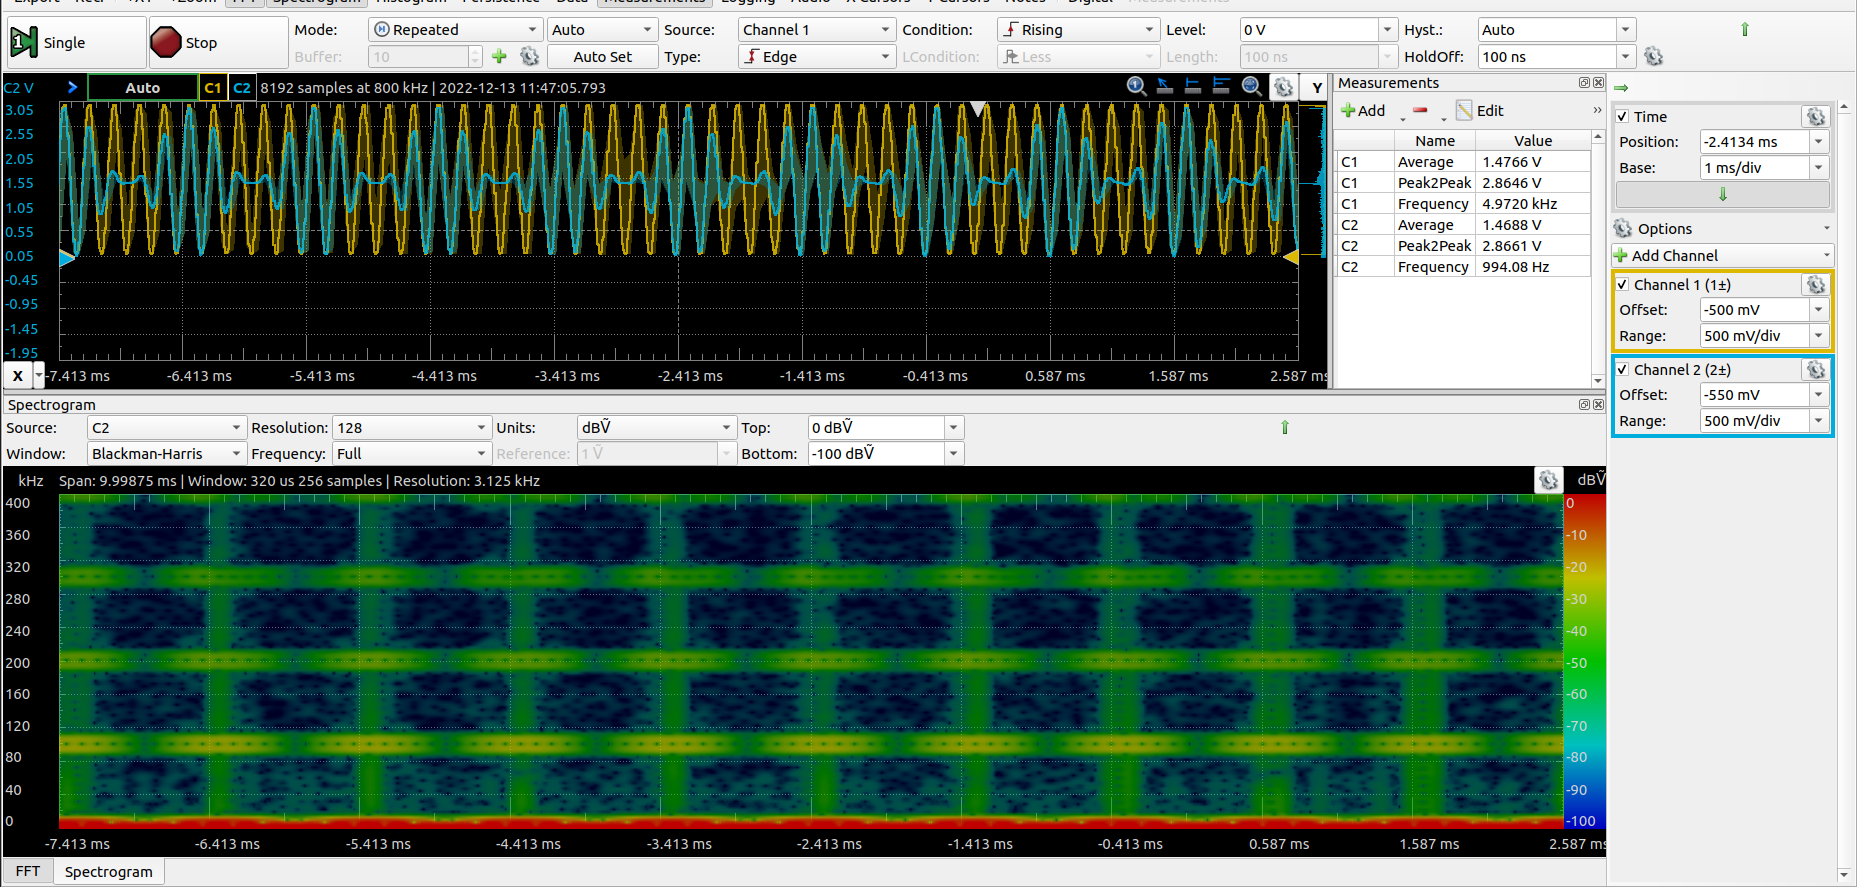 Single
Stop
Mode: Repeated Auto Source: Channel 1 Condition: Rising Level: 0 V Hyst.: Auto
Buffer: 10 Auto Set Type: Edge LCondition: Less Length: 100 ns HoldOff: 100 ns
C2 V Auto C1 C2 8192 samples at 800 kHz | 2022-12-13 11:47:05.793 Y
3.05
2.55
2.05
1.55
1.05
0.55
0.05
-0.45
-0.95
-1.45
-1.95
X -7.413 ms -6.413 ms -5.413 ms -4.413 ms -3.413 ms -2.413 ms -1.413 ms -0.413 ms 0.587 ms 1.587 ms 2.587 ms
Measurements
Add Edit »
Name Value
C1 Average 1.4766 V
C1 Peak2Peak 2.8646 V
C1 Frequency 4.9720 kHz
C2 Average 1.4688 V
C2 Peak2Peak 2.8661 V
C2 Frequency 994.08 Hz
Time
Position: -2.4134 ms
Base: 1 ms/div
Options
Add Channel
Channel 1 (1±)
Offset: -500 mV
Range: 500 mV/div
Channel 2 (2±)
Offset: -550 mV
Range: 500 mV/div
Spectrogram
Source: C2 Resolution: 128 Units: dBṼ Top: 0 dBṼ
Window: Blackman-Harris Frequency: Full Reference: 1 Ṽ Bottom: -100 dBṼ
kHz Span: 9.99875 ms | Window: 320 us 256 samples | Resolution: 3.125 kHz dBṼ
400
360
320
280
240
200
160
120
80
40
0
0
-10
-20
-30
-40
-50
-60
-70
-80
-90
-100
-7.413 ms -6.413 ms -5.413 ms -4.413 ms -3.413 ms -2.413 ms -1.413 ms -0.413 ms 0.587 ms 1.587 ms 2.587 ms
FFT Spectrogram